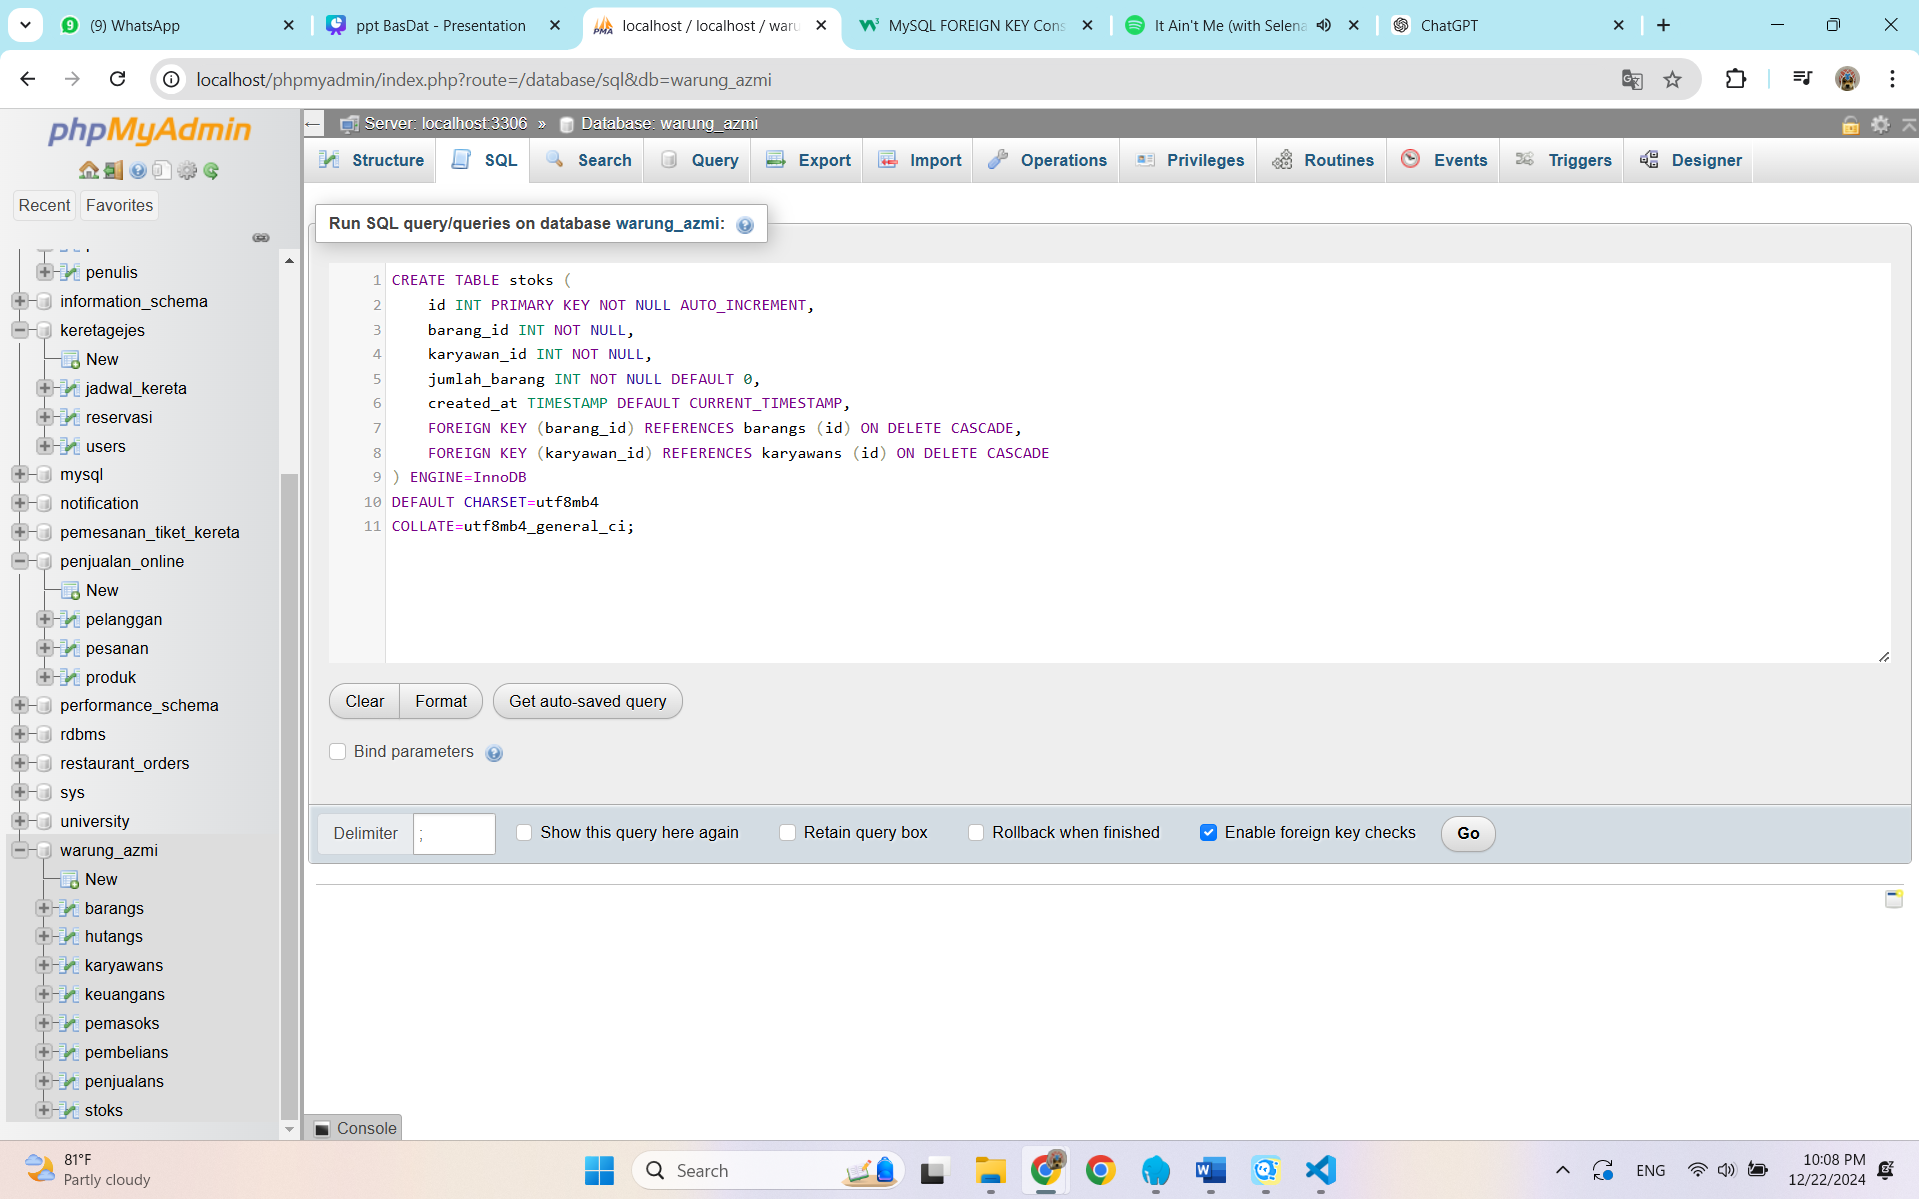 (9) WhatsApp
ppt BasDat - Presentation
localhost / localhost / waru
MySQL FOREIGN KEY Cons
It Ain't Me (with Selena
ChatGPT
localhost/phpmyadmin/index.php?route=/database/sql&db=warung_azmi
phpMyAdmin
Server: localhost:3306 » Database: warung_azmi
Structure SQL Search Query Export Import Operations Privileges Routines Events Triggers Designer
Recent Favorites
penulis
information_schema
keretagejes
New
jadwal_kereta
reservasi
users
mysql
notification
pemesanan_tiket_kereta
penjualan_online
New
pelanggan
pesanan
produk
performance_schema
rdbms
restaurant_orders
sys
university
warung_azmi
New
barangs
hutangs
karyawans
keuangans
pemasoks
pembelians
penjualans
stoks
Run SQL query/queries on database warung_azmi:
1 CREATE TABLE stoks (
2 id INT PRIMARY KEY NOT NULL AUTO_INCREMENT,
3 barang_id INT NOT NULL,
4 karyawan_id INT NOT NULL,
5 jumlah_barang INT NOT NULL DEFAULT 0,
6 created_at TIMESTAMP DEFAULT CURRENT_TIMESTAMP,
7 FOREIGN KEY (barang_id) REFERENCES barangs (id) ON DELETE CASCADE,
8 FOREIGN KEY (karyawan_id) REFERENCES karyawans (id) ON DELETE CASCADE
9 ) ENGINE=InnoDB
10 DEFAULT CHARSET=utf8mb4
11 COLLATE=utf8mb4_general_ci;
Clear Format Get auto-saved query
Bind parameters
Delimiter ; Show this query here again Retain query box Rollback when finished Enable foreign key checks Go
Console
81°F
Partly cloudy
Search
ENG
10:08 PM
12/22/2024